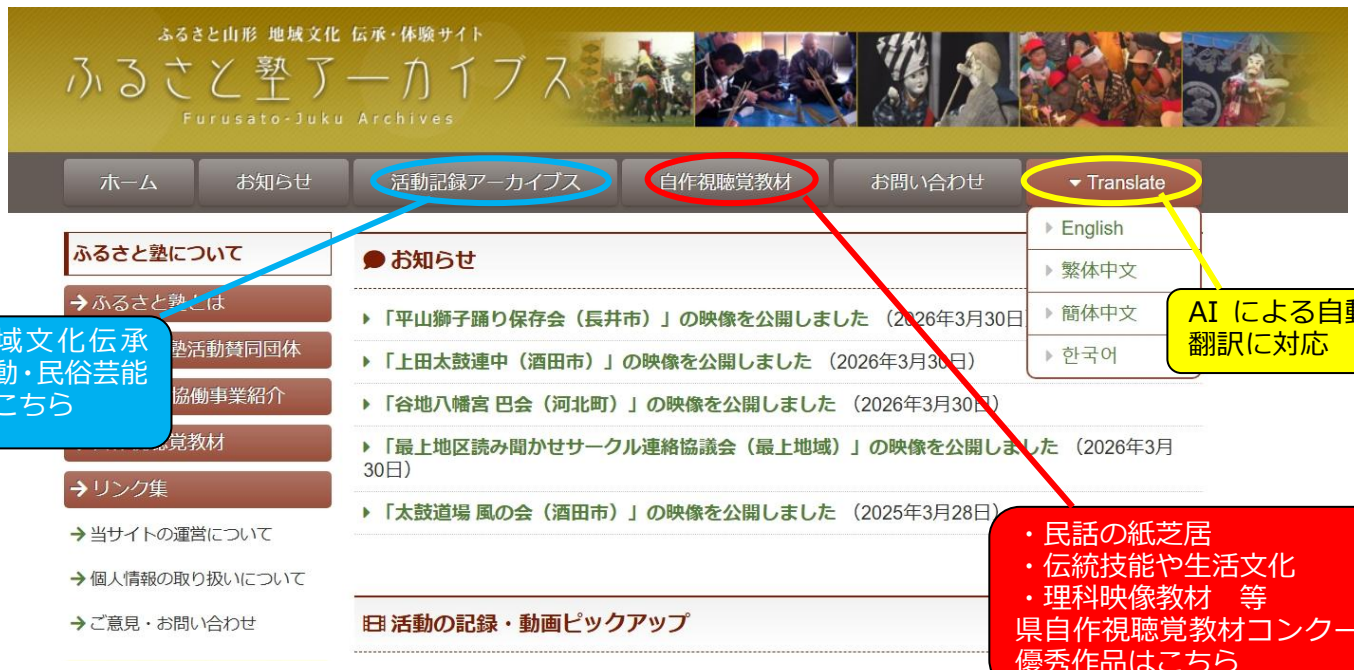 ふるさと山形 地域文化 伝承・体験サイト
ふるさと塾アーカイブス
Furusato-Juku Archives
ホーム
お知らせ
活動記録アーカイブス
自作視聴覚教材
お問い合わせ
Translate
English
繁体中文
簡体中文
한국어
ふるさと塾について
ふるさと塾とは
塾活動賛同団体
協働事業紹介
覚教材
リンク集
当サイトの運営について
個人情報の取り扱いについて
ご意見・お問い合わせ
域文化伝承
動・民俗芸能
こちら
お知らせ
「平山獅子踊り保存会（長井市）」の映像を公開しました （2026年3月30日
「上田太鼓連中（酒田市）」の映像を公開しました （2026年3月30日）
「谷地八幡宮 巴会（河北町）」の映像を公開しました （2026年3月30日）
「最上地区読み聞かせサークル連絡協議会（最上地域）」の映像を公開しました （2026年3月
30日）
「太鼓道場 風の会（酒田市）」の映像を公開しました （2025年3月28日）
活動の記録・動画ピックアップ
AI による自動
翻訳に対応
・民話の紙芝居
・伝統技能や生活文化
・理科映像教材　等
県自作視聴覚教材コンクー
優秀作品はこちら